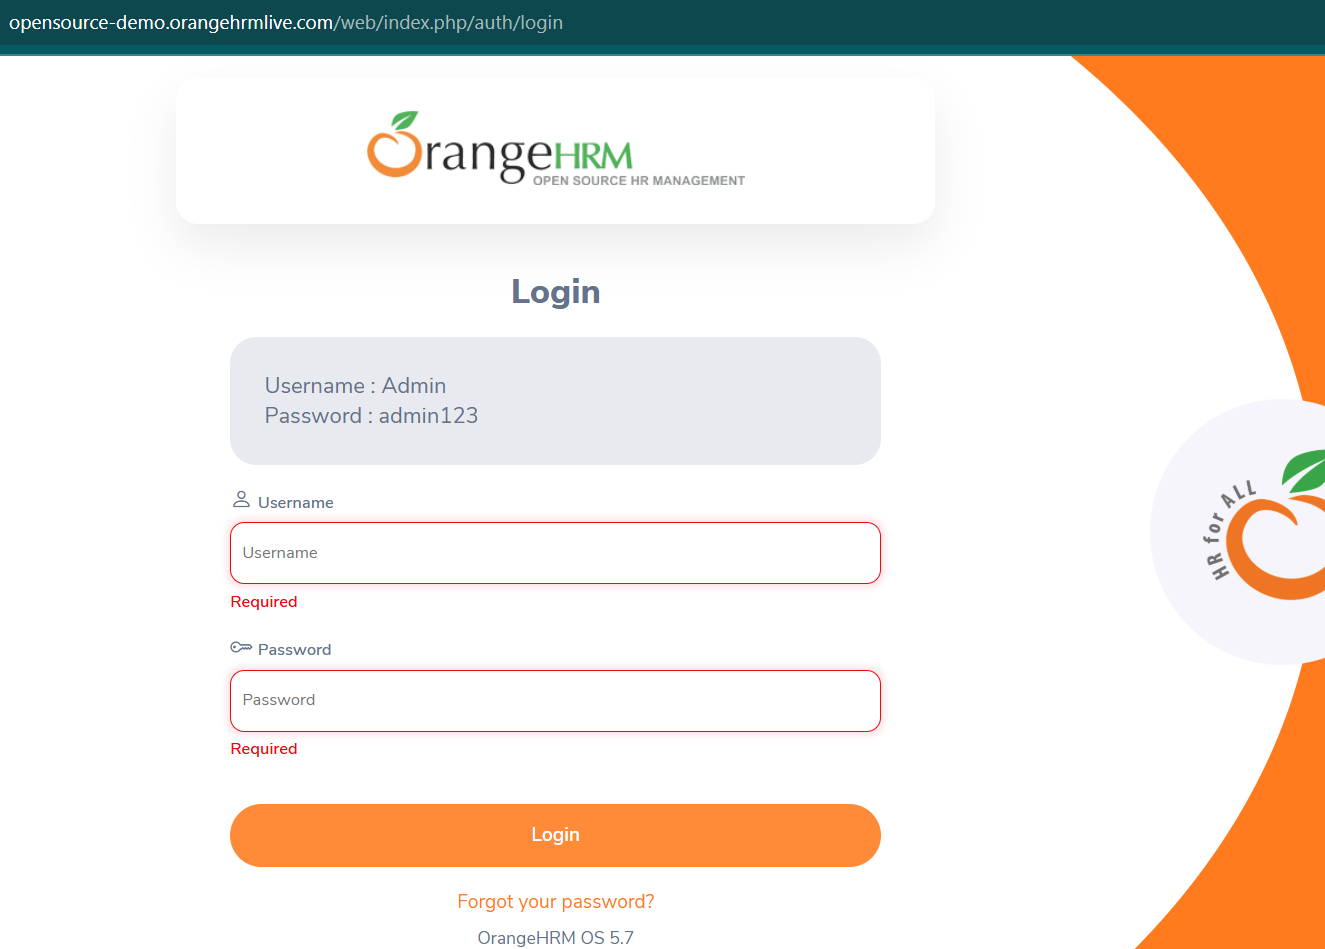 opensource-demo.orangehrmlive.com/web/index.php/auth/login
OrangeHRM
OPEN SOURCE HR MANAGEMENT
Login
Username : Admin
Password : admin123
Username
Username
Required
Password
Password
Required
Login
Forgot your password?
OrangeHRM OS 5.7
HR for ALL